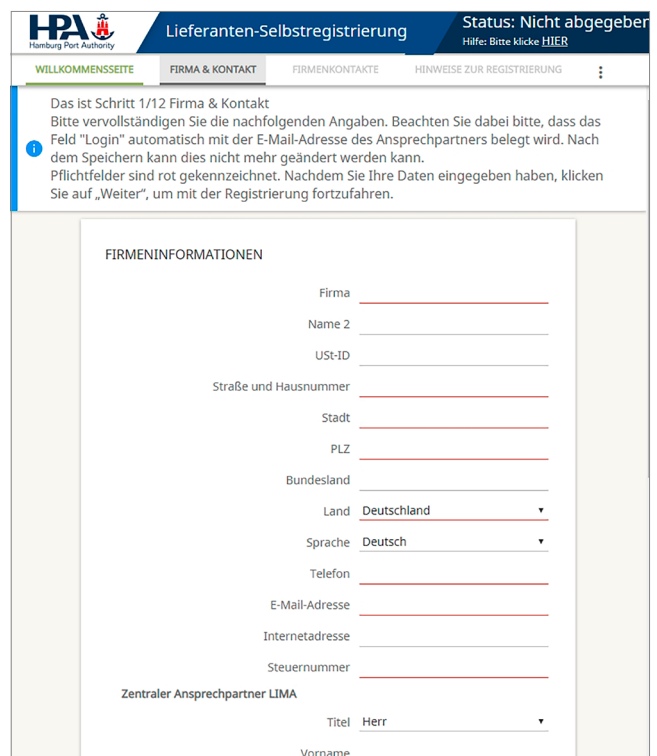 HPA
Hamburg Port Authority
Lieferanten-Selbstregistrierung
Status: Nicht abgegeben
Hilfe: Bitte klicke HIER
WILLKOMMENSSEITE FIRMA & KONTAKT FIRMENKONTAKTE HINWEISE ZUR REGISTRIERUNG
Das ist Schritt 1/12 Firma & Kontakt
Bitte vervollständigen Sie die nachfolgenden Angaben. Beachten Sie dabei bitte, dass das
Feld "Login" automatisch mit der E-Mail-Adresse des Ansprechpartners belegt wird. Nach
dem Speichern kann dies nicht mehr geändert werden kann.
Pflichtfelder sind rot gekennzeichnet. Nachdem Sie Ihre Daten eingegeben haben, klicken
Sie auf „Weiter“, um mit der Registrierung fortzufahren.
FIRMENINFORMATIONEN
Firma
Name 2
USt-ID
Straße und Hausnummer
Stadt
PLZ
Bundesland
Land Deutschland
Sprache Deutsch
Telefon
E-Mail-Adresse
Internetadresse
Steuernummer
Zentraler Ansprechpartner LIMA
Titel Herr
Vorname